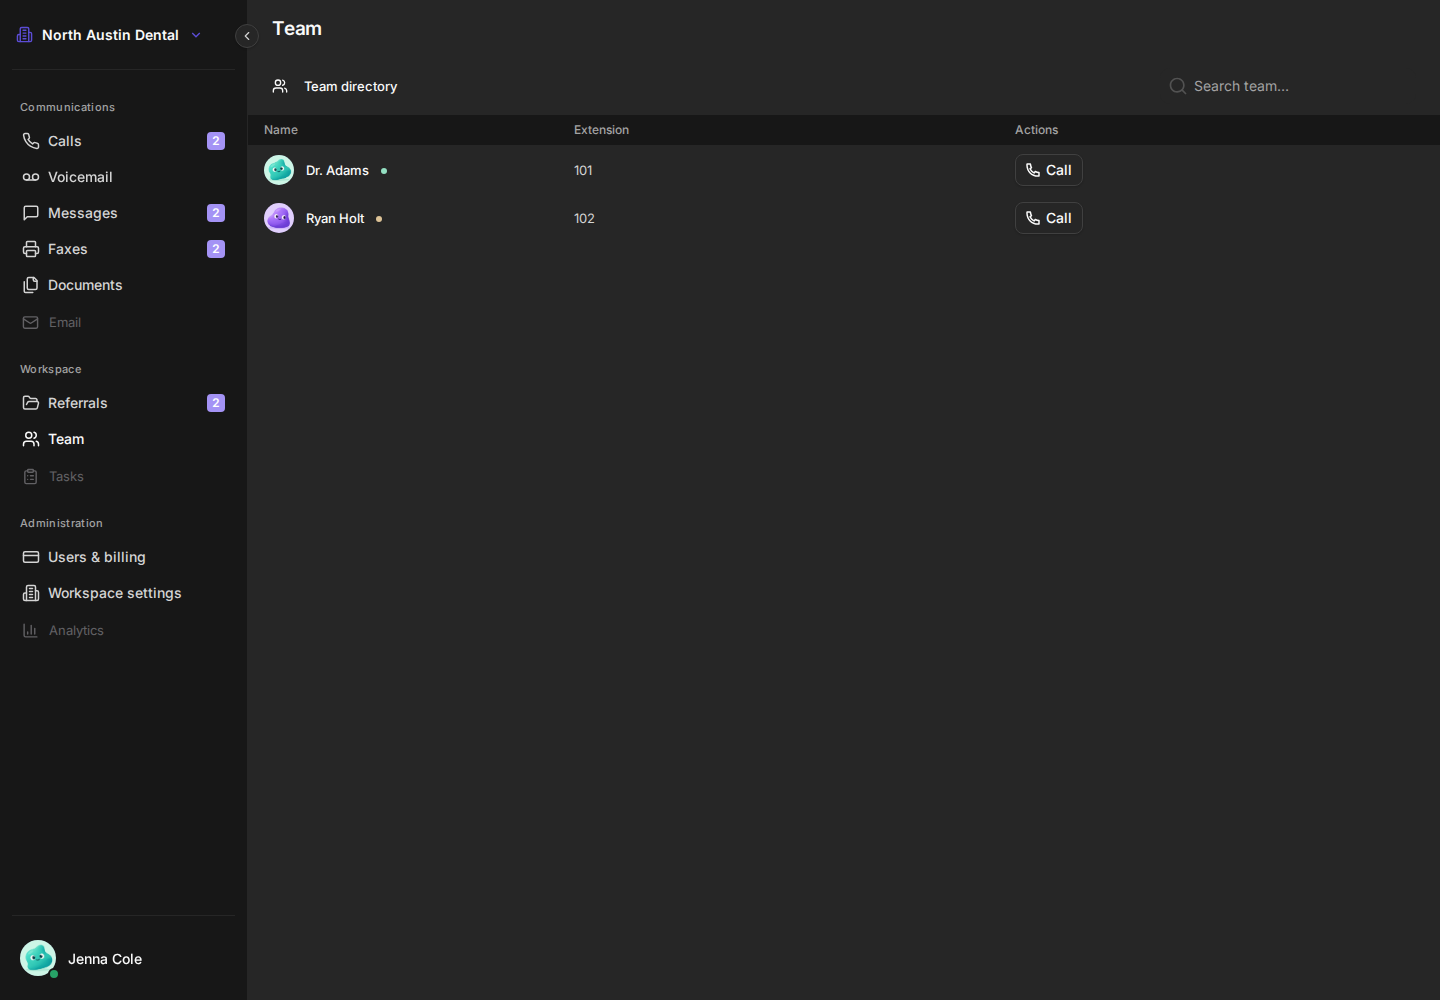 North Austin Dental
Team
Communications
Calls 2
Voicemail
Messages 2
Faxes 2
Documents
Email
Workspace
Referrals 2
Team
Tasks
Administration
Users & billing
Workspace settings
Analytics
Jenna Cole
Team directory
Search team...
Name Extension Actions
Dr. Adams 101 Call
Ryan Holt 102 Call